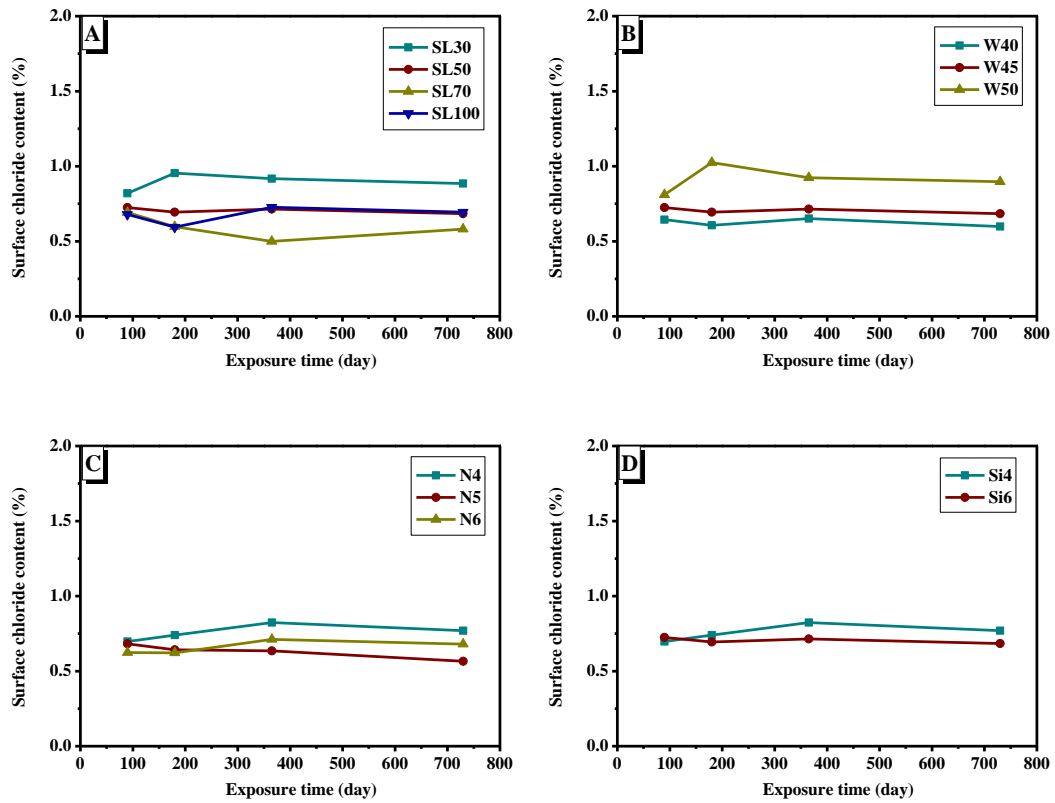 A
SL30
SL50
SL70
SL100
2.0
1.5
1.0
0.5
0.0
Surface chloride content (%)
0 100 200 300 400 500 600 700 800
Exposure time (day)
B
W40
W45
W50
2.0
1.5
1.0
0.5
0.0
Surface chloride content (%)
0 100 200 300 400 500 600 700 800
Exposure time (day)
C
N4
N5
N6
2.0
1.5
1.0
0.5
0.0
Surface chloride content (%)
0 100 200 300 400 500 600 700 800
Exposure time (day)
D
Si4
Si6
2.0
1.5
1.0
0.5
0.0
Surface chloride content (%)
0 100 200 300 400 500 600 700 800
Exposure time (day)